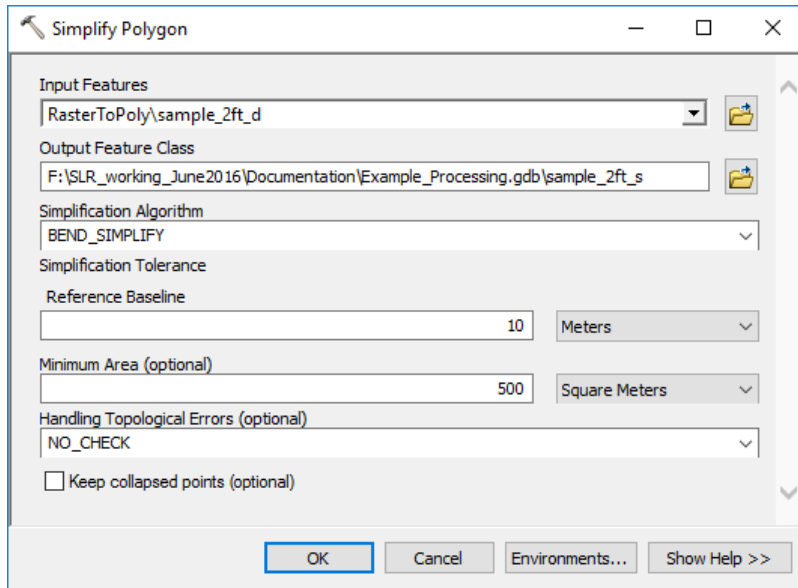 Simplify Polygon
Input Features
RasterToPoly\sample_2ft_d
Output Feature Class
F:\SLR_working_June2016\Documentation\Example_Processing.gdb\sample_2ft_s
Simplification Algorithm
BEND_SIMPLIFY
Simplification Tolerance
Reference Baseline
10 Meters
Minimum Area (optional)
500 Square Meters
Handling Topological Errors (optional)
NO_CHECK
Keep collapsed points (optional)
OK Cancel Environments... Show Help >>